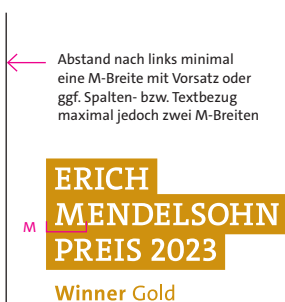 Abstand nach links minimal
eine M-Breite mit Vorsatz oder
ggf. Spalten- bzw. Textbezug
maximal jedoch zwei M-Breiten
ERICH
M
MENDELSOHN
PREIS 2023
Winner Gold